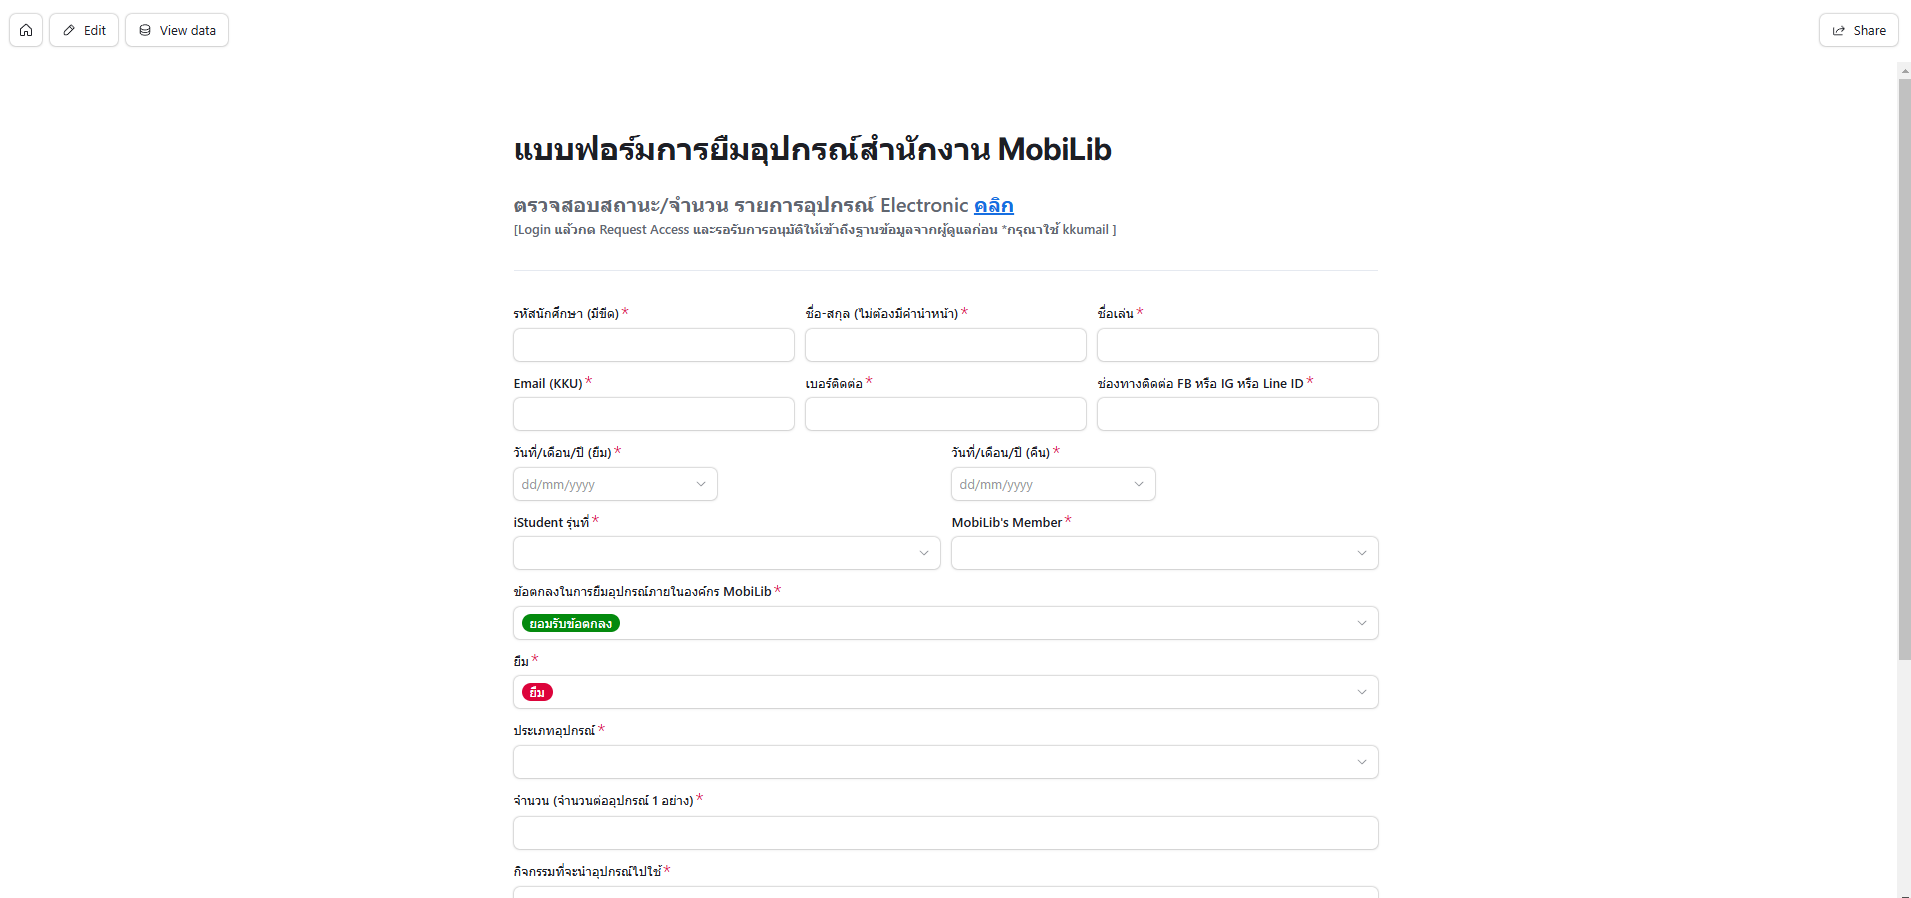 Edit View data Share
แบบฟอร์มการยืมอุปกรณ์สำนักงาน MobiLib
ตรวจสอบสถานะ/จำนวน รายการอุปกรณ์ Electronic คลิก
[Login แล้วกด Request Access และรอรับการอนุมัติให้เข้าถึงฐานข้อมูลจากผู้ดูแลก่อน *กรุณาใช้ kkumail ]
รหัสนักศึกษา (มีขีด) * ชื่อ-สกุล (ไม่ต้องมีคำนำหน้า) * ชื่อเล่น *
Email (KKU) * เบอร์ติดต่อ * ช่องทางติดต่อ FB หรือ IG หรือ Line ID *
วันที่/เดือน/ปี (ยืม) * วันที่/เดือน/ปี (คืน) *
dd/mm/yyyy dd/mm/yyyy
iStudent รุ่นที่ * MobiLib's Member *
ข้อตกลงในการยืมอุปกรณ์ภายในองค์กร MobiLib *
ยอมรับข้อตกลง
ยืม *
ยืม
ประเภทอุปกรณ์ *
จำนวน (จำนวนต่ออุปกรณ์ 1 อย่าง) *
กิจกรรมที่จะนำอุปกรณ์ไปใช้ *